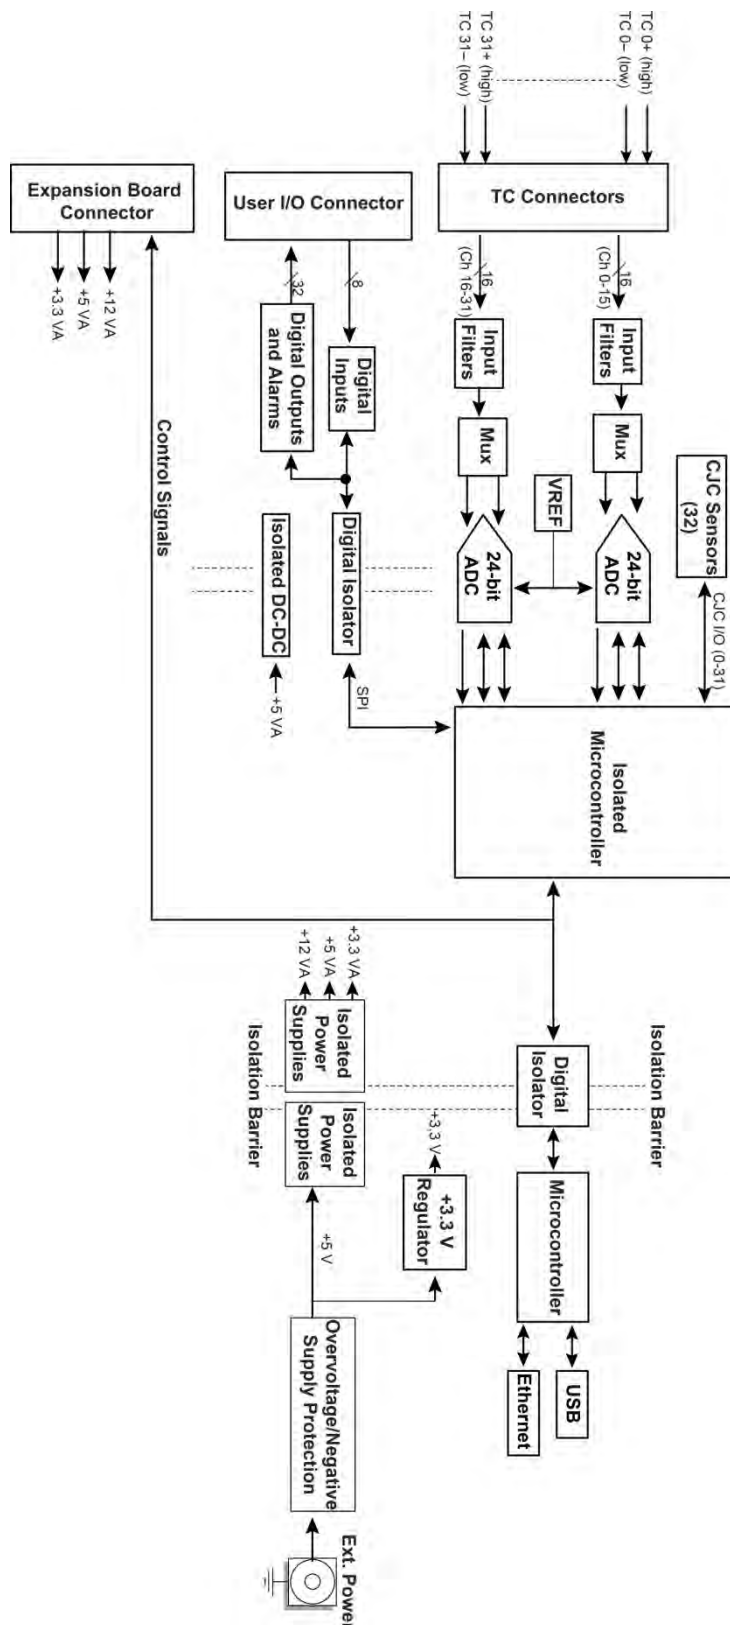 TC 31– (low)
TC 31+ (high)
TC 0– (low)
TC 0+ (high)
Expansion Board
Connector
User I/O Connector
TC Connectors
+3.3 VA
+5 VA
+12 VA
32
8
16
(Ch 16-31)
16
(Ch 0-15)
Digital Outputs
and Alarms
Digital
Inputs
Input
Filters
Input
Filters
Mux
Mux
CJC Sensors
(32)
VREF
Control Signals
Isolated DC-DC
Digital Isolator
24-bit
ADC
24-bit
ADC
CJC I/O (0-31)
+5 VA
SPI
Isolated
Microcontroller
+12 VA
+5 VA
+3.3 VA
Isolated
Power
Supplies
Digital
Isolator
Isolation Barrier
Isolation Barrier
Isolated
Power
Supplies
+3,3 V
+3.3 V
Regulator
Microcontroller
+5 V
Overvoltage/Negative
Supply Protection
Ethernet
USB
Ext. Power